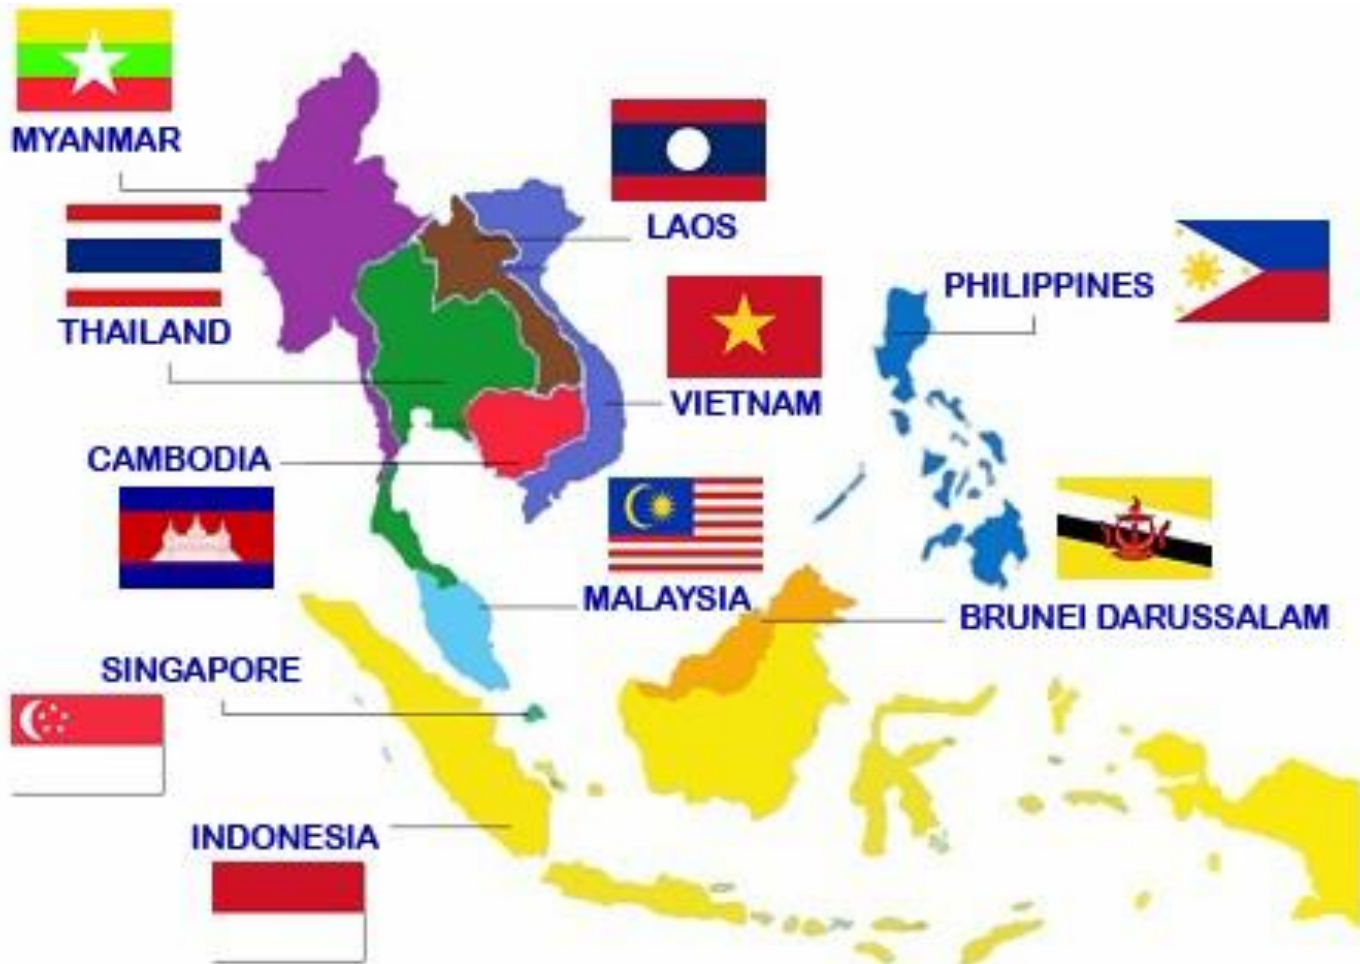 MYANMAR
LAOS
THAILAND
PHILIPPINES
VIETNAM
CAMBODIA
MALAYSIA
BRUNEI DARUSSALAM
SINGAPORE
INDONESIA